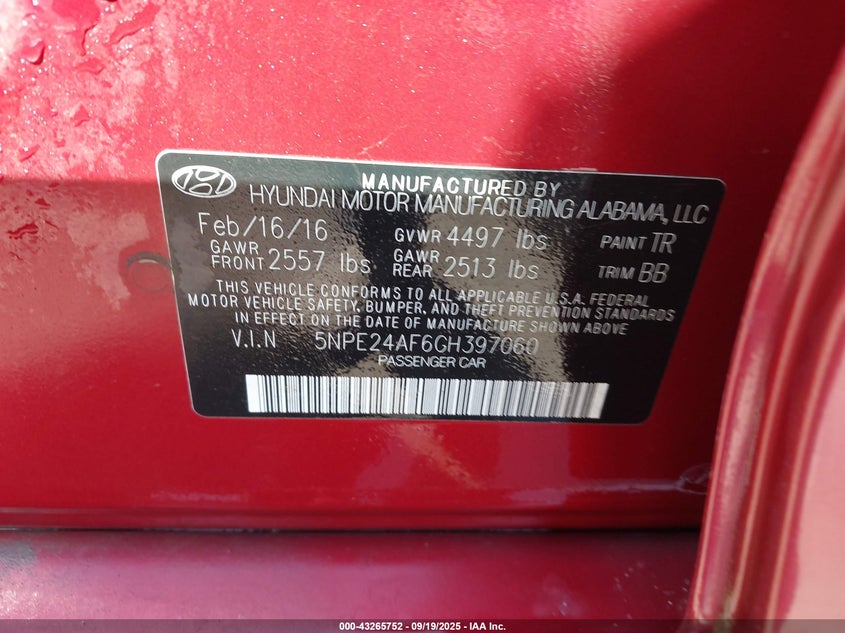 MANUFACTURED BY
HYUNDAI MOTOR MANUFACTURING ALABAMA, LLC
Feb/16/16 GVWR 4497 lbs PAINT TR
GAWR FRONT 2557 lbs GAWR REAR 2513 lbs TRIM BB
THIS VEHICLE CONFORMS TO ALL APPLICABLE U.S.A. FEDERAL
MOTOR VEHICLE SAFETY, BUMPER, AND THEFT PREVENTION STANDARDS
IN EFFECT ON THE DATE OF MANUFACTURE SHOWN ABOVE.
V.I.N 5NPE24AF6GH397060
PASSENGER CAR
000-43265752 — 09/19/2025 — IAA Inc.